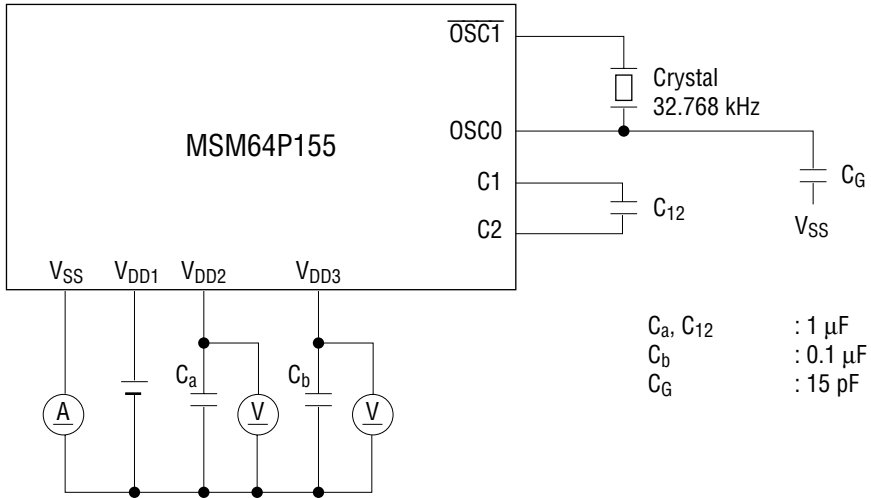 OSC1
Crystal
32.768 kHz
MSM64P155
OSC0
C1
CG
C12
C2
VSS
VSS VDD1 VDD2 VDD3
Ca, C12 : 1 μF
Cb : 0.1 μF
CG : 15 pF
Ca Cb
A V V